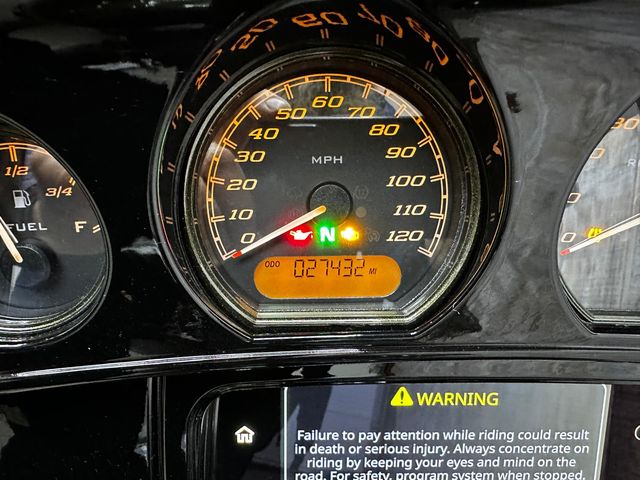 1/2
3/4
F
FUEL
0
10
20
30
40
50
60
70
80
90
100
110
120
MPH
N
ODO 027432 MI
WARNING
Failure to pay attention while riding could result
in death or serious injury. Always concentrate on
riding by keeping your eyes and mind on the
road. For safety, program system when stopped.